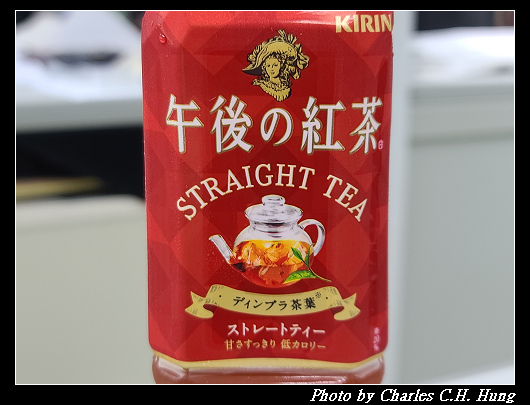 KIRIN
午後の紅茶
STRAIGHT TEA
ディンブラ茶葉
ストレートティー
甘さすっきり 低カロリー
Photo by Charles C.H. Hung